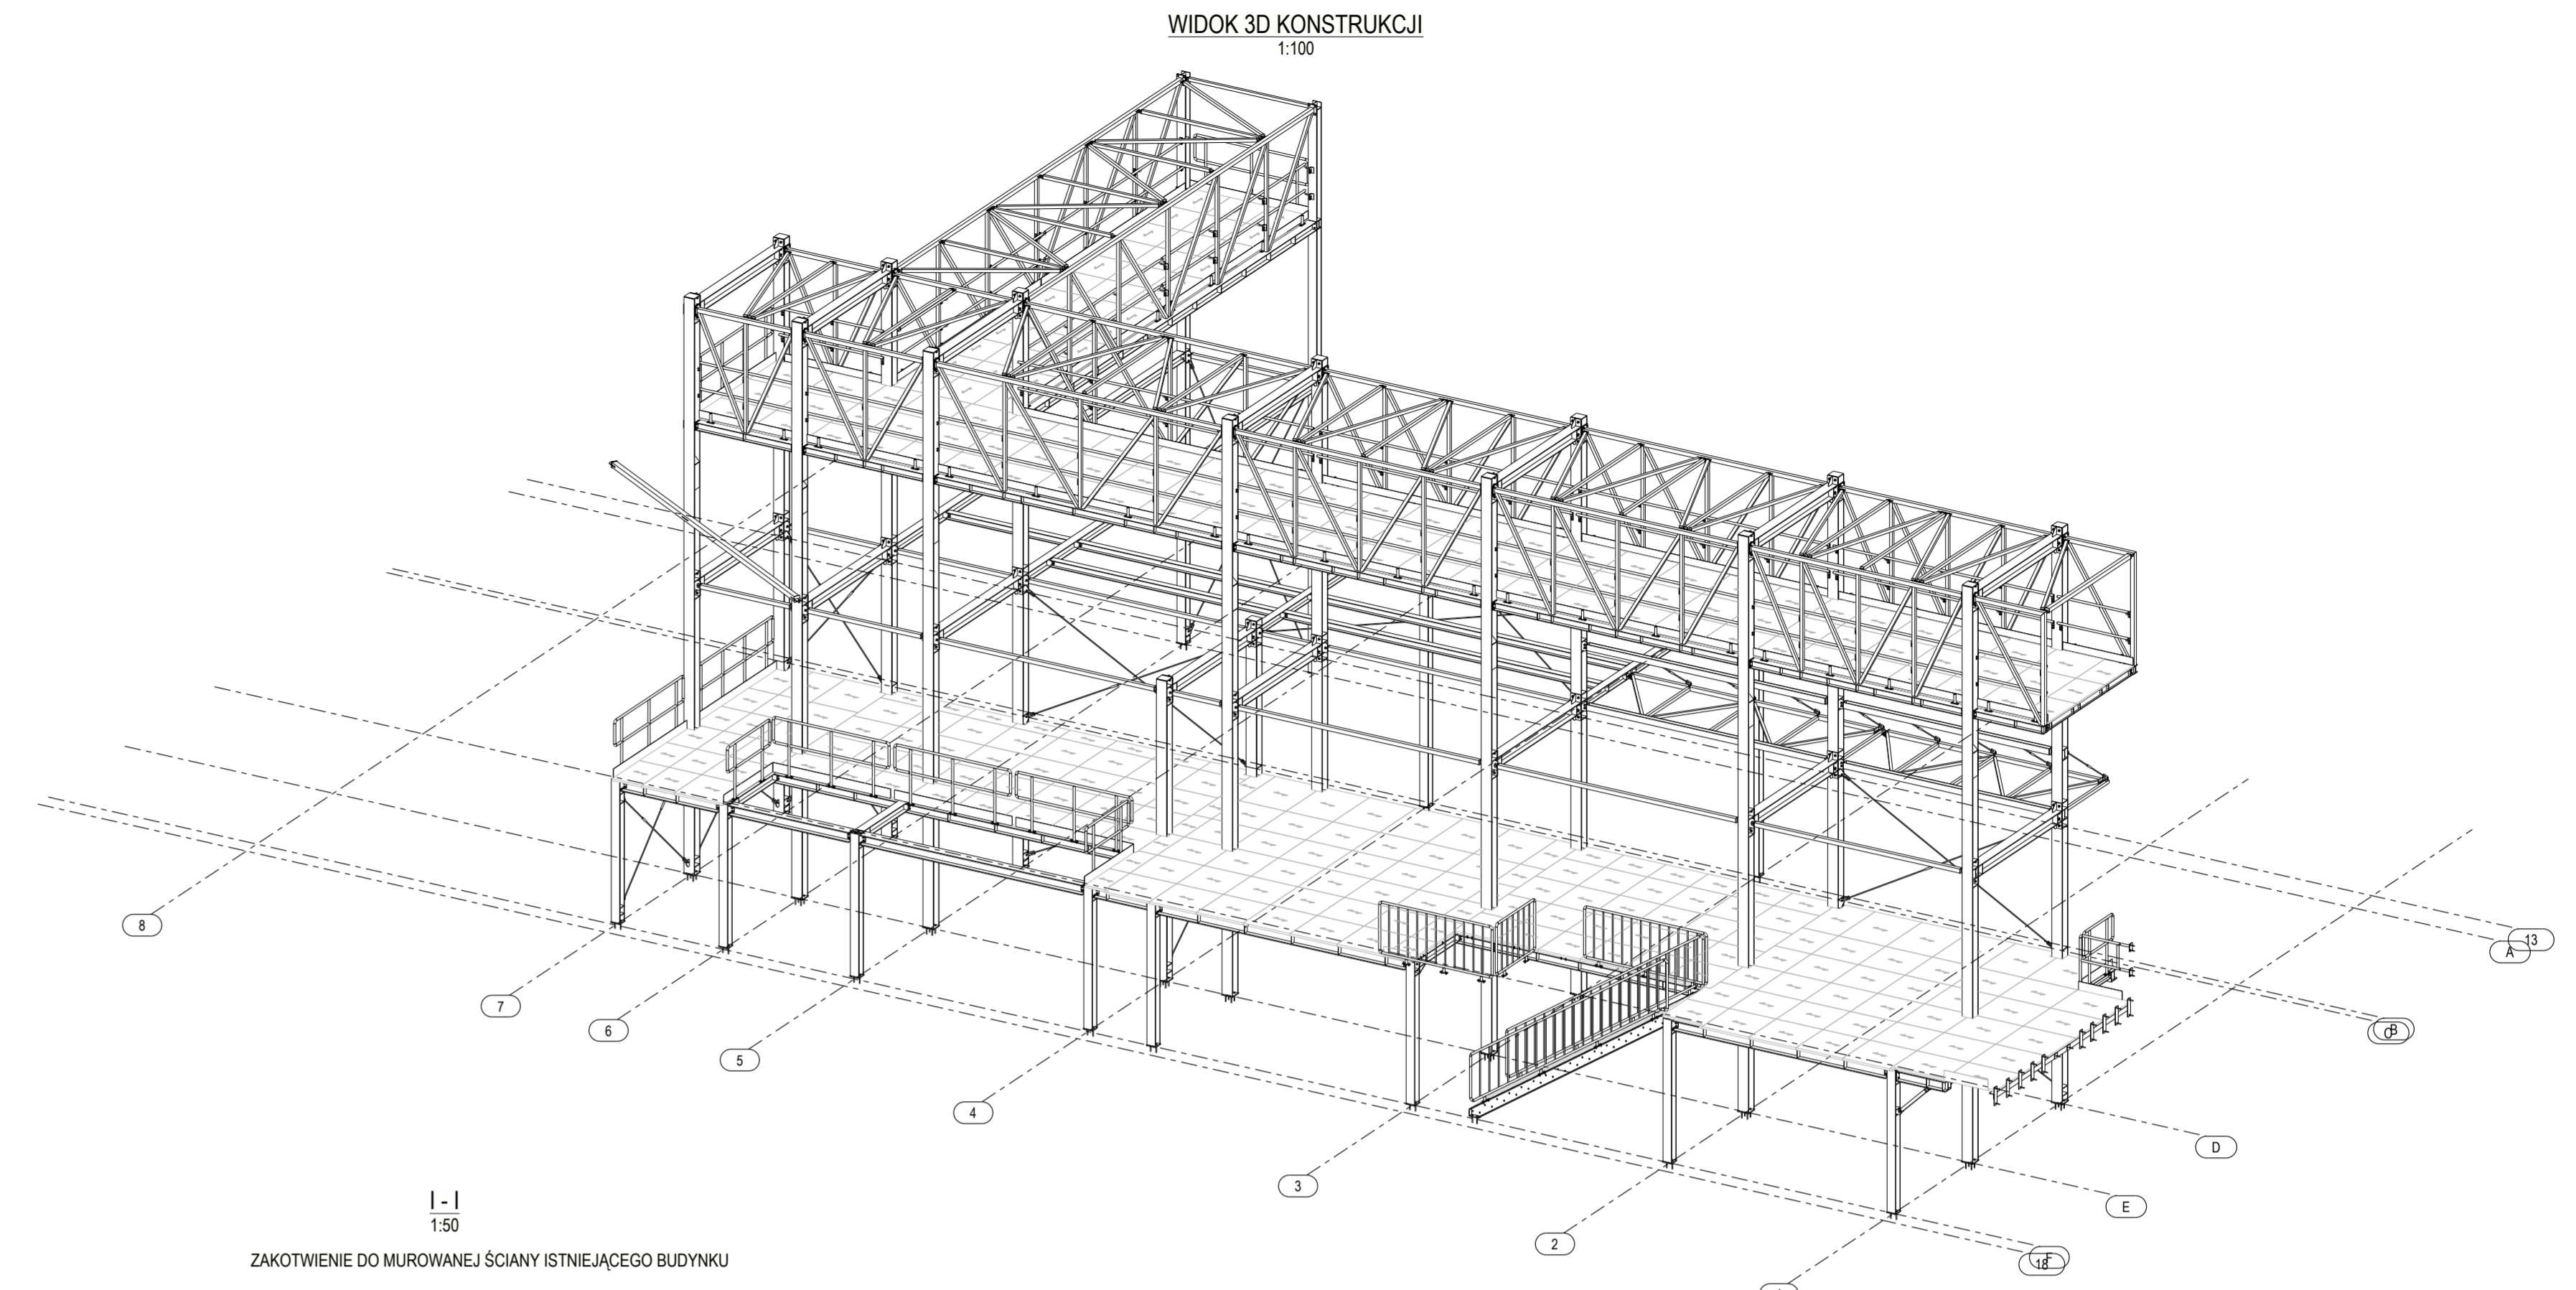 WIDOK 3D KONSTRUKCJI
1:100
8
7
6
5
4
3
2
13
A
B
C
D
E
F
18
I - I
1:50
ZAKOTWIENIE DO MUROWANEJ ŚCIANY ISTNIEJĄCEGO BUDYNKU